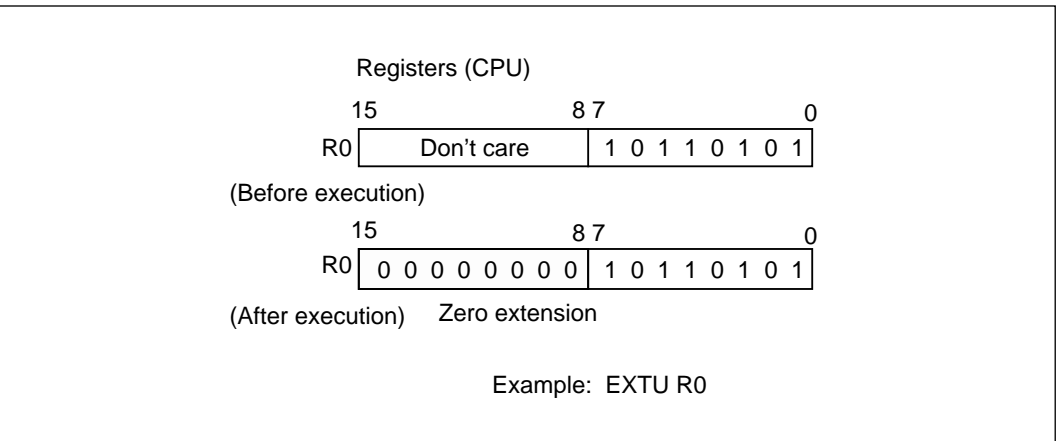 Registers (CPU)
15 8 7 0
R0 Don't care 1 0 1 1 0 1 0 1
(Before execution)
15 8 7 0
R0 0 0 0 0 0 0 0 0 1 0 1 1 0 1 0 1
(After execution) Zero extension
Example: EXTU R0